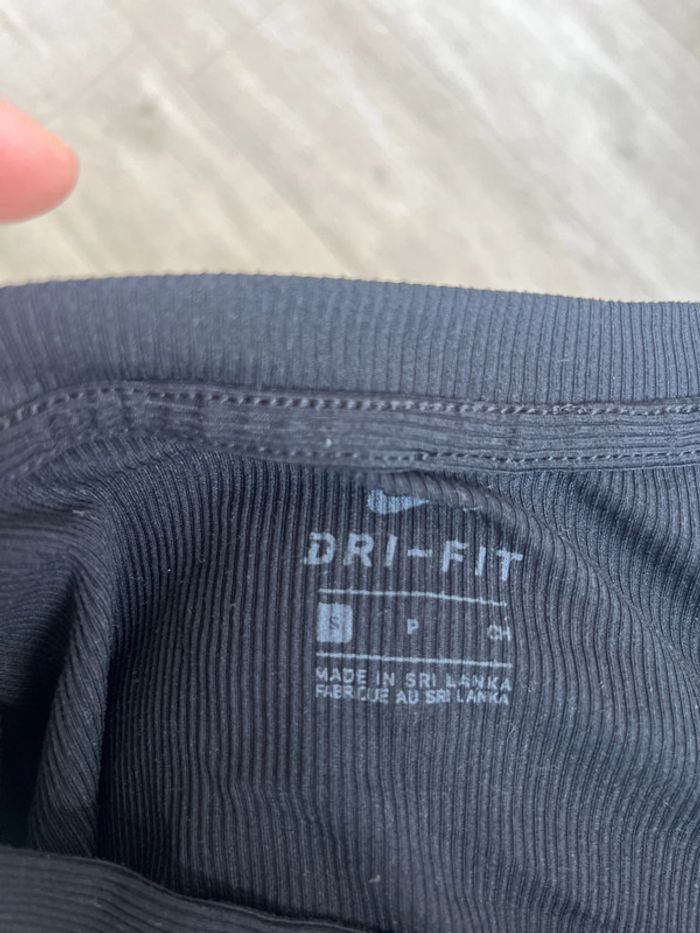 DRI-FIT
S P CH
MADE IN SRI LANKA
FABRIQUE AU SRI LANKA